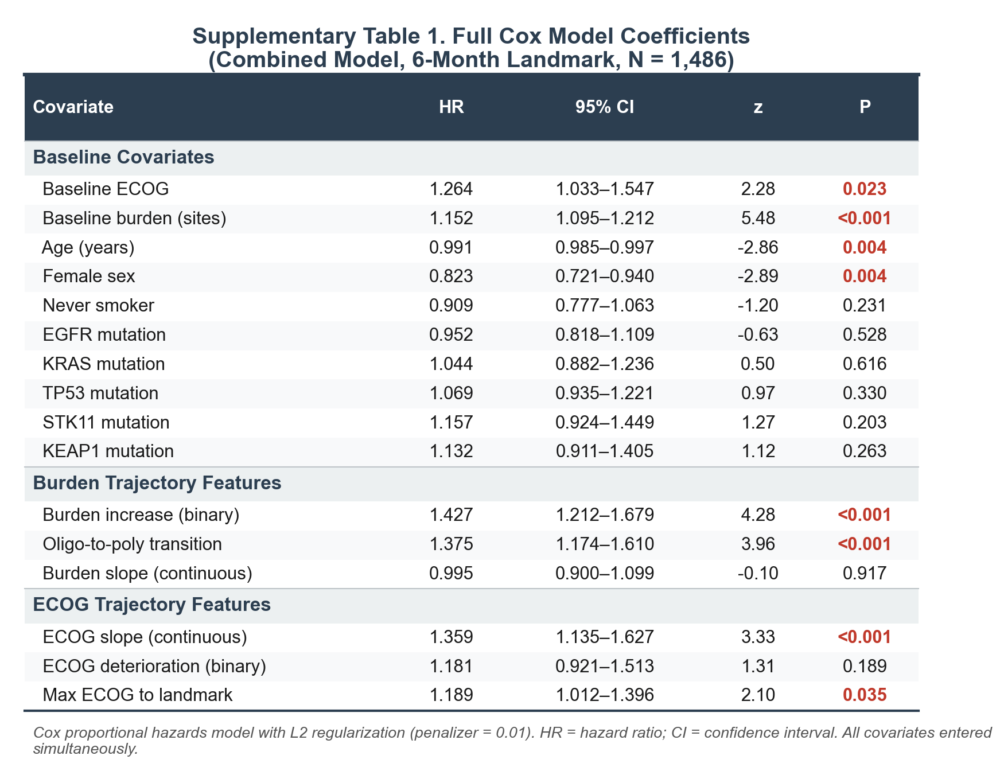 Supplementary Table 1. Full Cox Model Coefficients
(Combined Model, 6-Month Landmark, N = 1,486)
Covariate HR 95% CI z P
Baseline Covariates
Baseline ECOG 1.264 1.033–1.547 2.28 0.023
Baseline burden (sites) 1.152 1.095–1.212 5.48 <0.001
Age (years) 0.991 0.985–0.997 -2.86 0.004
Female sex 0.823 0.721–0.940 -2.89 0.004
Never smoker 0.909 0.777–1.063 -1.20 0.231
EGFR mutation 0.952 0.818–1.109 -0.63 0.528
KRAS mutation 1.044 0.882–1.236 0.50 0.616
TP53 mutation 1.069 0.935–1.221 0.97 0.330
STK11 mutation 1.157 0.924–1.449 1.27 0.203
KEAP1 mutation 1.132 0.911–1.405 1.12 0.263
Burden Trajectory Features
Burden increase (binary) 1.427 1.212–1.679 4.28 <0.001
Oligo-to-poly transition 1.375 1.174–1.610 3.96 <0.001
Burden slope (continuous) 0.995 0.900–1.099 -0.10 0.917
ECOG Trajectory Features
ECOG slope (continuous) 1.359 1.135–1.627 3.33 <0.001
ECOG deterioration (binary) 1.181 0.921–1.513 1.31 0.189
Max ECOG to landmark 1.189 1.012–1.396 2.10 0.035
Cox proportional hazards model with L2 regularization (penalizer = 0.01). HR = hazard ratio; CI = confidence interval. All covariates entered
simultaneously.